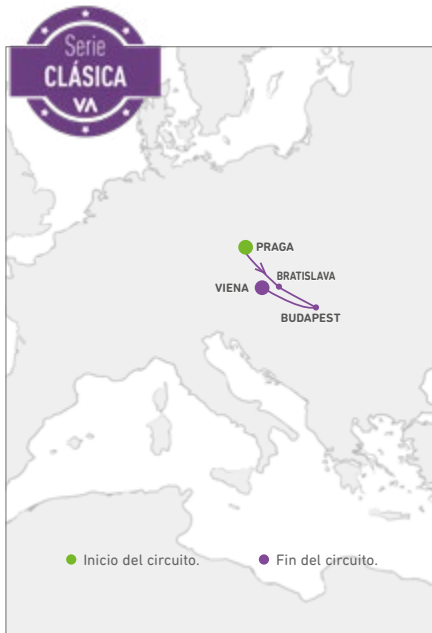 Serie
CLÁSICA
VA
PRAGA
BRATISLAVA
VIENA
BUDAPEST
Inicio del circuito.
Fin del circuito.